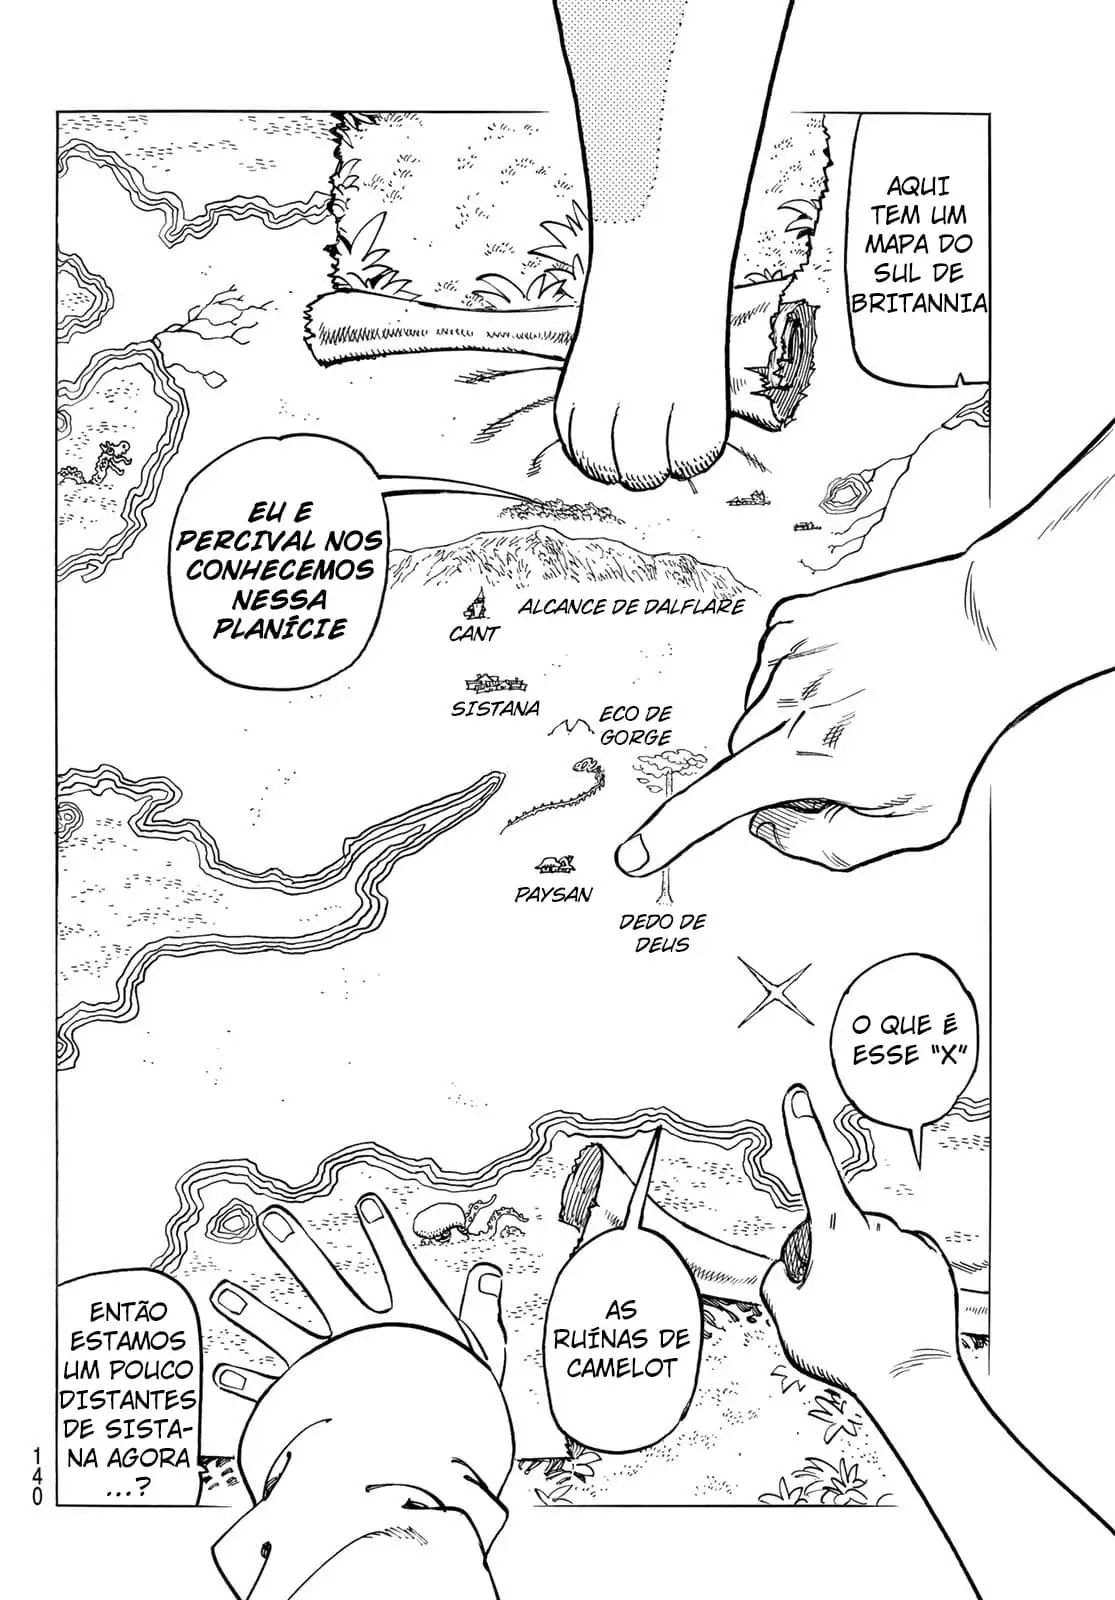 AQUI
TEM UM
MAPA DO
SUL DE
BRITANNIA
EU E
PERCIVAL NOS
CONHECEMOS
NESSA
PLANÍCIE
ALCANCE DE DALFLARE
CANT
SISTANA
ECO DE
GORGE
PAYSAN
DEDO DE
DEUS
O QUE É
ESSE "X"
AS
RUÍNAS DE
CAMELOT
ENTÃO
ESTAMOS
UM POUCO
DISTANTES
DE SISTA-
NA AGORA
...?
140